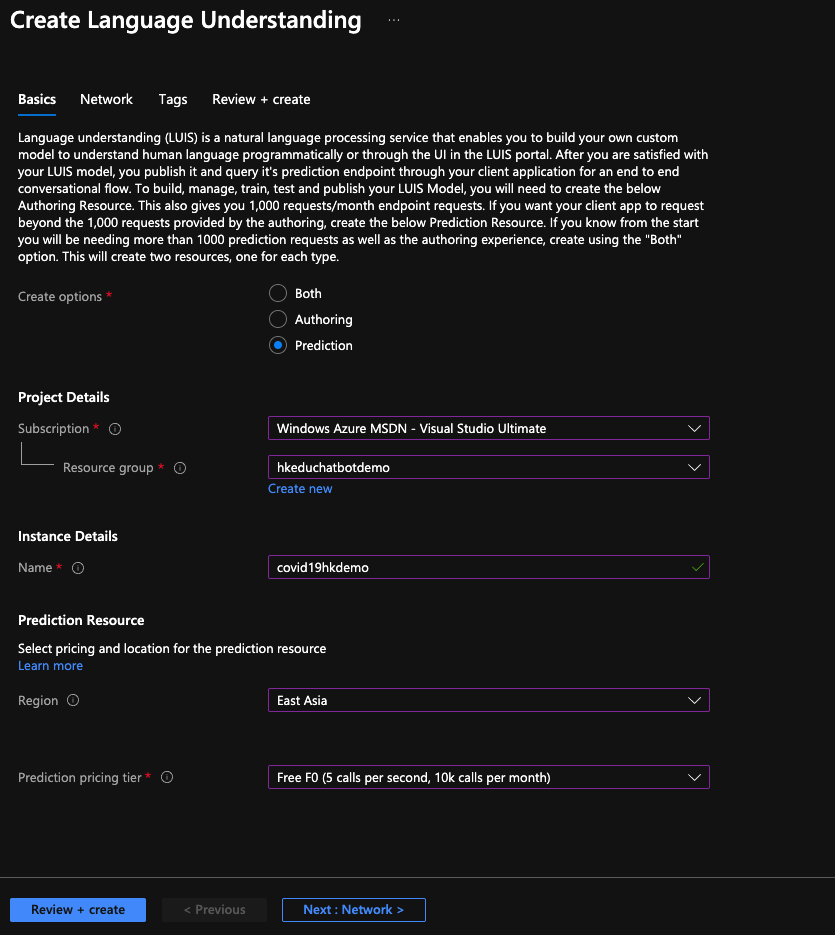 Create Language Understanding ...
Basics Network Tags Review + create
Language understanding (LUIS) is a natural language processing service that enables you to build your own custom
model to understand human language programmatically or through the UI in the LUIS portal. After you are satisfied with
your LUIS model, you publish it and query it's prediction endpoint through your client application for an end to end
conversational flow. To build, manage, train, test and publish your LUIS Model, you will need to create the below
Authoring Resource. This also gives you 1,000 requests/month endpoint requests. If you want your client app to request
beyond the 1,000 requests provided by the authoring, create the below Prediction Resource. If you know from the start
you will be needing more than 1000 prediction requests as well as the authoring experience, create using the "Both"
option. This will create two resources, one for each type.
Create options * Both
Authoring
Prediction
Project Details
Subscription * Windows Azure MSDN - Visual Studio Ultimate
Resource group * hkeduchatbotdemo
Create new
Instance Details
Name * covid19hkdemo
Prediction Resource
Select pricing and location for the prediction resource
Learn more
Region East Asia
Prediction pricing tier * Free F0 (5 calls per second, 10k calls per month)
Review + create < Previous Next : Network >